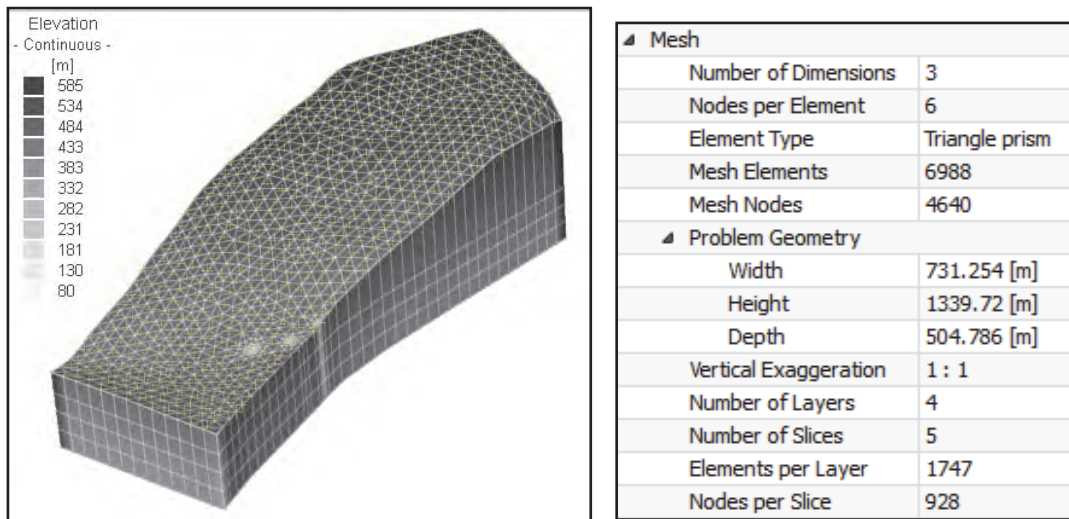 Elevation
- Continuous -
[m]
585
534
484
433
383
332
282
231
181
130
80
Mesh
Number of Dimensions 3
Nodes per Element 6
Element Type Triangle prism
Mesh Elements 6988
Mesh Nodes 4640
Problem Geometry
Width 731.254 [m]
Height 1339.72 [m]
Depth 504.786 [m]
Vertical Exaggeration 1 : 1
Number of Layers 4
Number of Slices 5
Elements per Layer 1747
Nodes per Slice 928